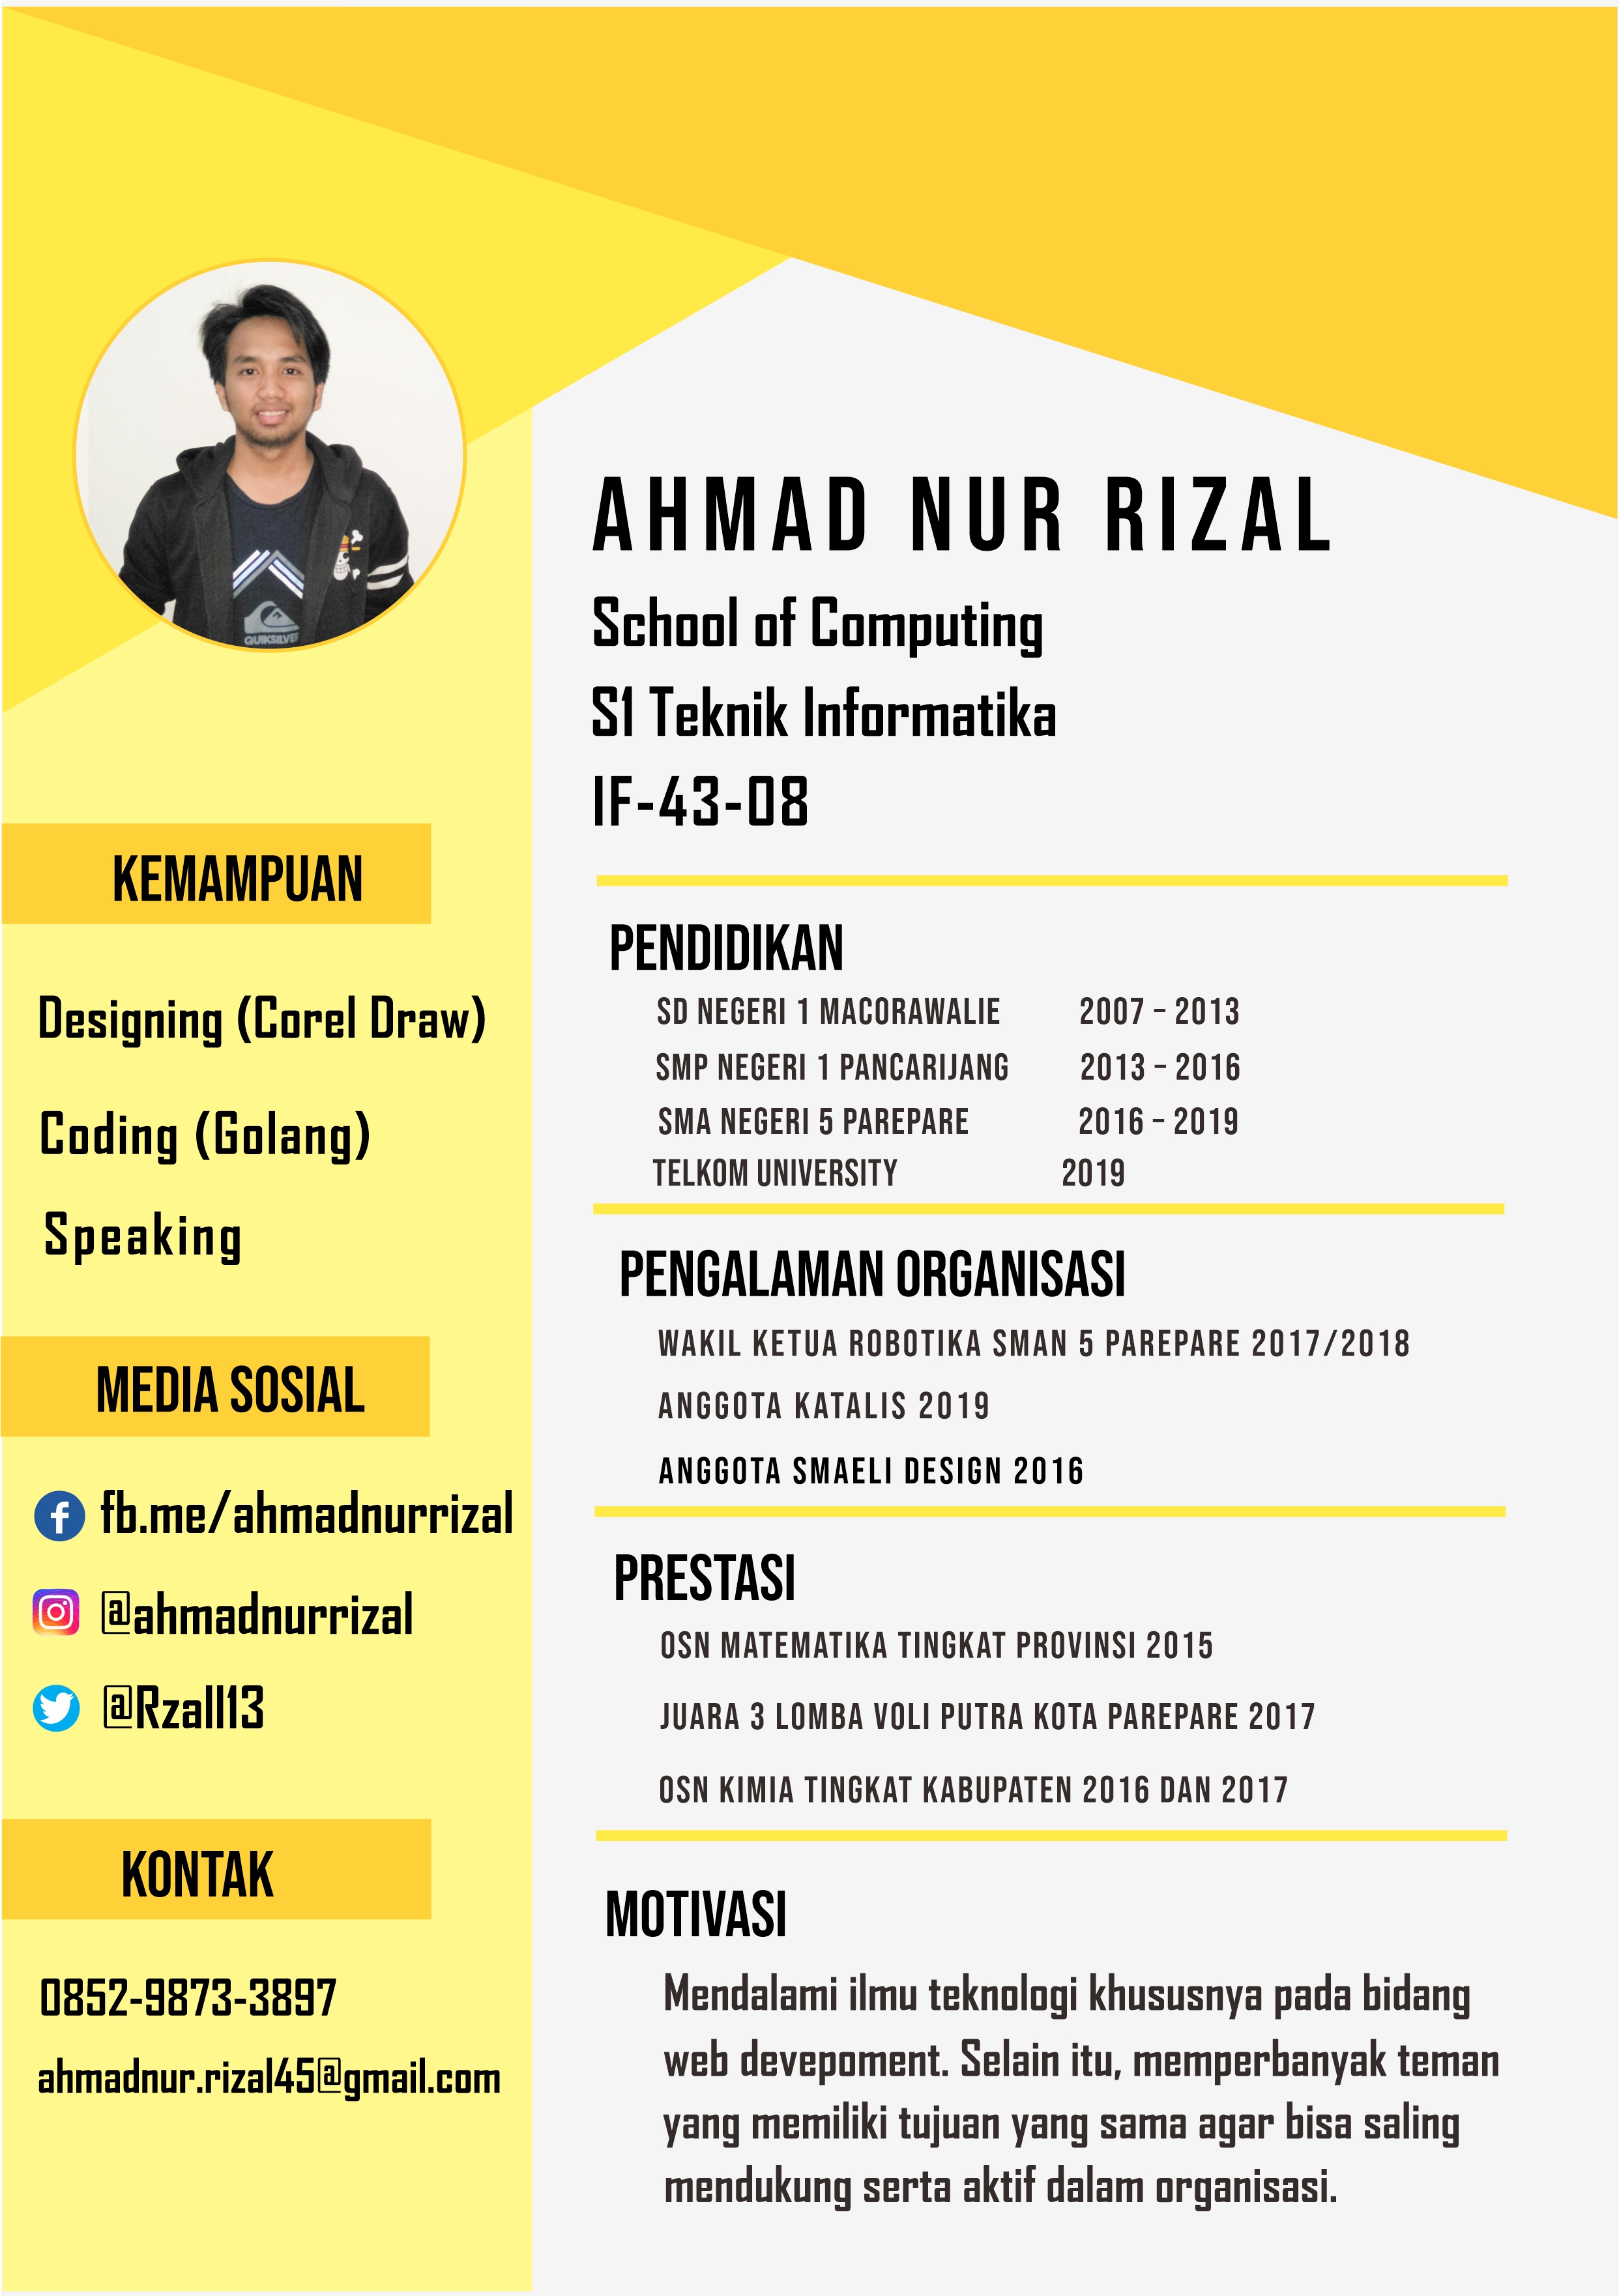 QUIKSILVER
AHMAD NUR RIZAL
School of Computing
S1 Teknik Informatika
IF-43-08
KEMAMPUAN
Designing (Corel Draw)
Coding (Golang)
Speaking
MEDIA SOSIAL
fb.me/ahmadnurrizal
@ahmadnurrizal
@Rzall13
KONTAK
0852-9873-3897
ahmadnur.rizal45@gmail.com
PENDIDIKAN
SD NEGERI 1 MACORAWALIE 2007 - 2013
SMP NEGERI 1 PANCARIJANG 2013 - 2016
SMA NEGERI 5 PAREPARE 2016 - 2019
TELKOM UNIVERSITY 2019
PENGALAMAN ORGANISASI
WAKIL KETUA ROBOTIKA SMAN 5 PAREPARE 2017/2018
ANGGOTA KATALIS 2019
ANGGOTA SMAELI DESIGN 2016
PRESTASI
OSN MATEMATIKA TINGKAT PROVINSI 2015
JUARA 3 LOMBA VOLI PUTRA KOTA PAREPARE 2017
OSN KIMIA TINGKAT KABUPATEN 2016 DAN 2017
MOTIVASI
Mendalami ilmu teknologi khususnya pada bidang
web devepoment. Selain itu, memperbanyak teman
yang memiliki tujuan yang sama agar bisa saling
mendukung serta aktif dalam organisasi.